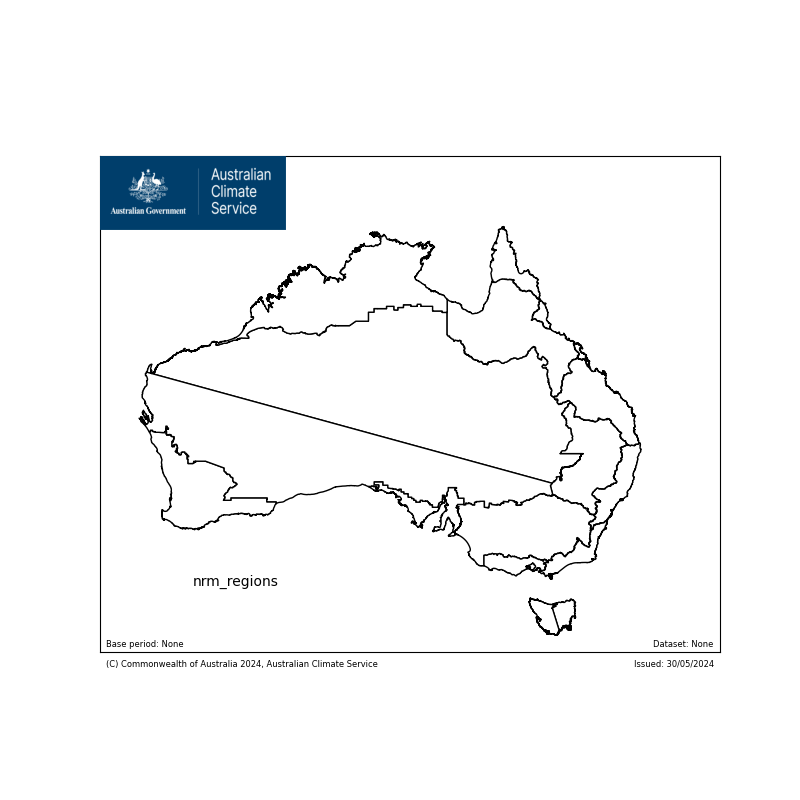 Australian Government
Australian
Climate
Service
nrm_regions
Base period: None
Dataset: None
(C) Commonwealth of Australia 2024, Australian Climate Service
Issued: 30/05/2024